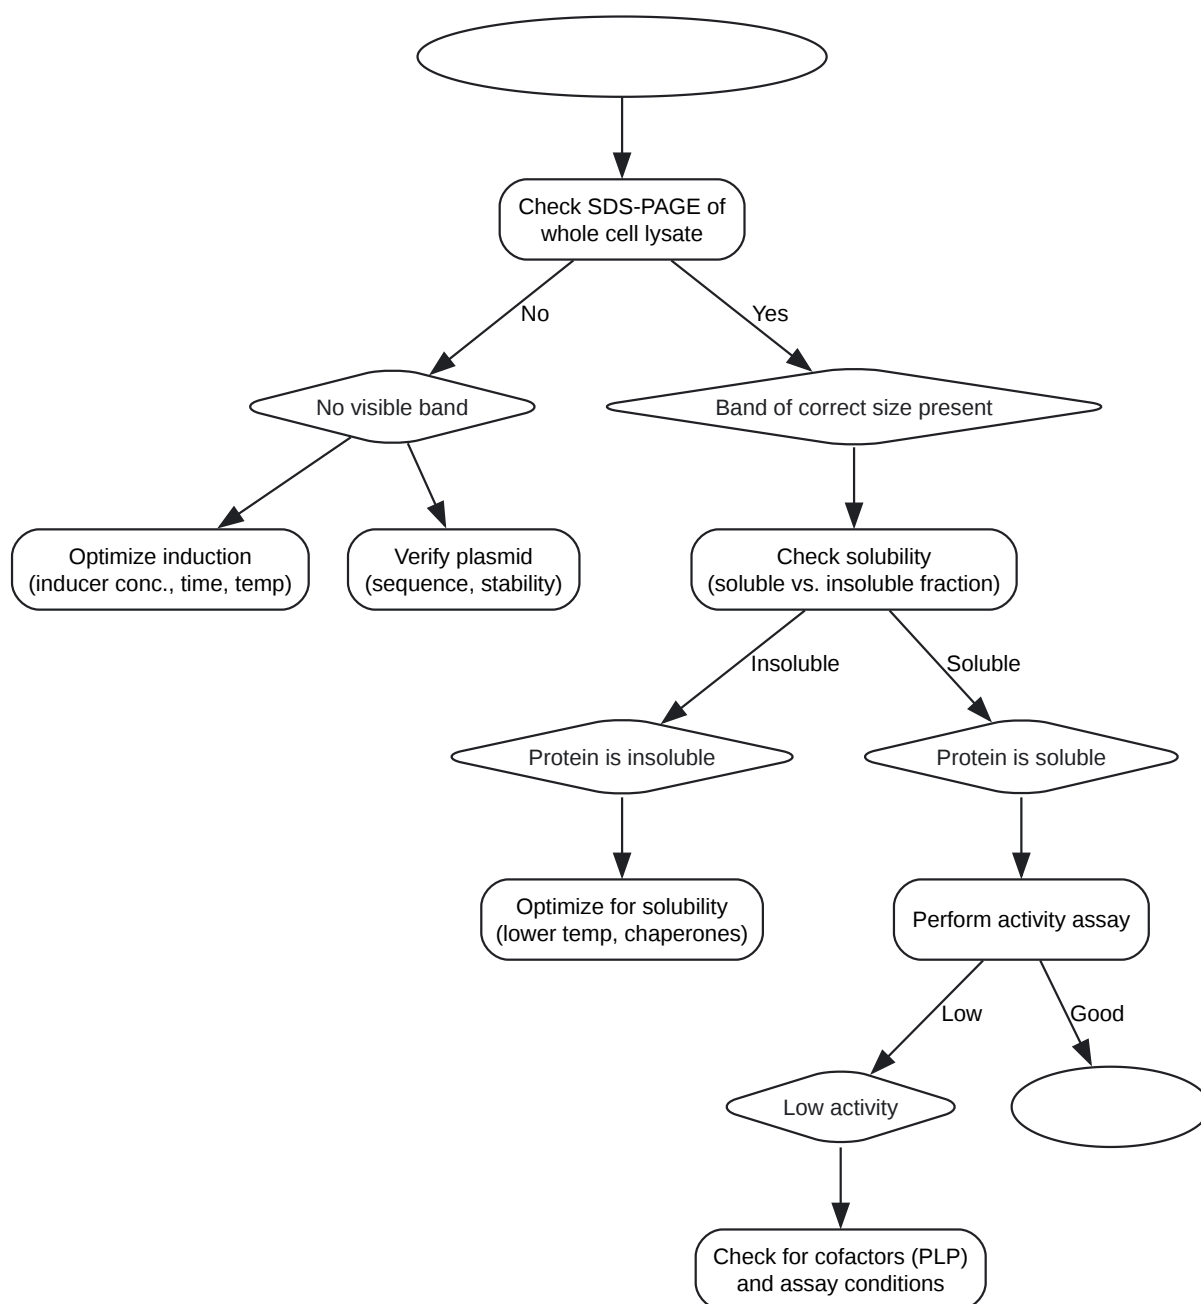 Check SDS-PAGE of
whole cell lysate
No
Yes
No visible band
Band of correct size present
Optimize induction
(inducer conc., time, temp)
Verify plasmid
(sequence, stability)
Check solubility
(soluble vs. insoluble fraction)
Insoluble
Soluble
Protein is insoluble
Protein is soluble
Optimize for solubility
(lower temp, chaperones)
Perform activity assay
Low
Good
Low activity
Check for cofactors (PLP)
and assay conditions